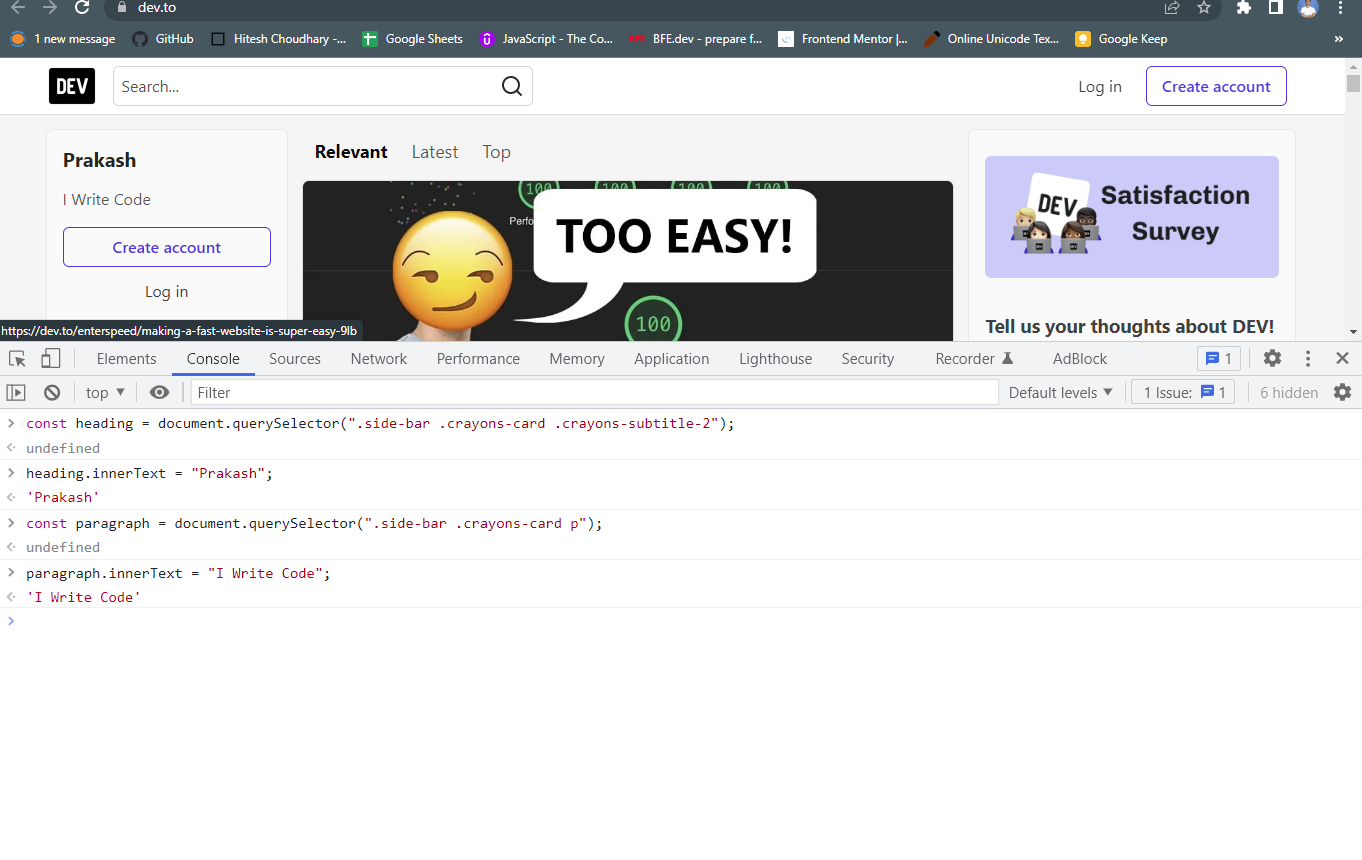 dev.to
1 new message GitHub Hitesh Choudhary -... Google Sheets JavaScript - The Co... BFE.dev - prepare f... Frontend Mentor |... Online Unicode Tex... Google Keep »
DEV Search... Log in Create account
Prakash
I Write Code
Create account
Log in
Relevant Latest Top
100 100 100 100
Perfo
TOO EASY!
100
DEV
Satisfaction
Survey
Tell us your thoughts about DEV!
https://dev.to/enterspeed/making-a-fast-website-is-super-easy-9lb
Elements Console Sources Network Performance Memory Application Lighthouse Security Recorder AdBlock 1
top Filter Default levels 1 Issue: 1 6 hidden
const heading = document.querySelector(".side-bar .crayons-card .crayons-subtitle-2");
undefined
heading.innerText = "Prakash";
'Prakash'
const paragraph = document.querySelector(".side-bar .crayons-card p");
undefined
paragraph.innerText = "I Write Code";
'I Write Code'